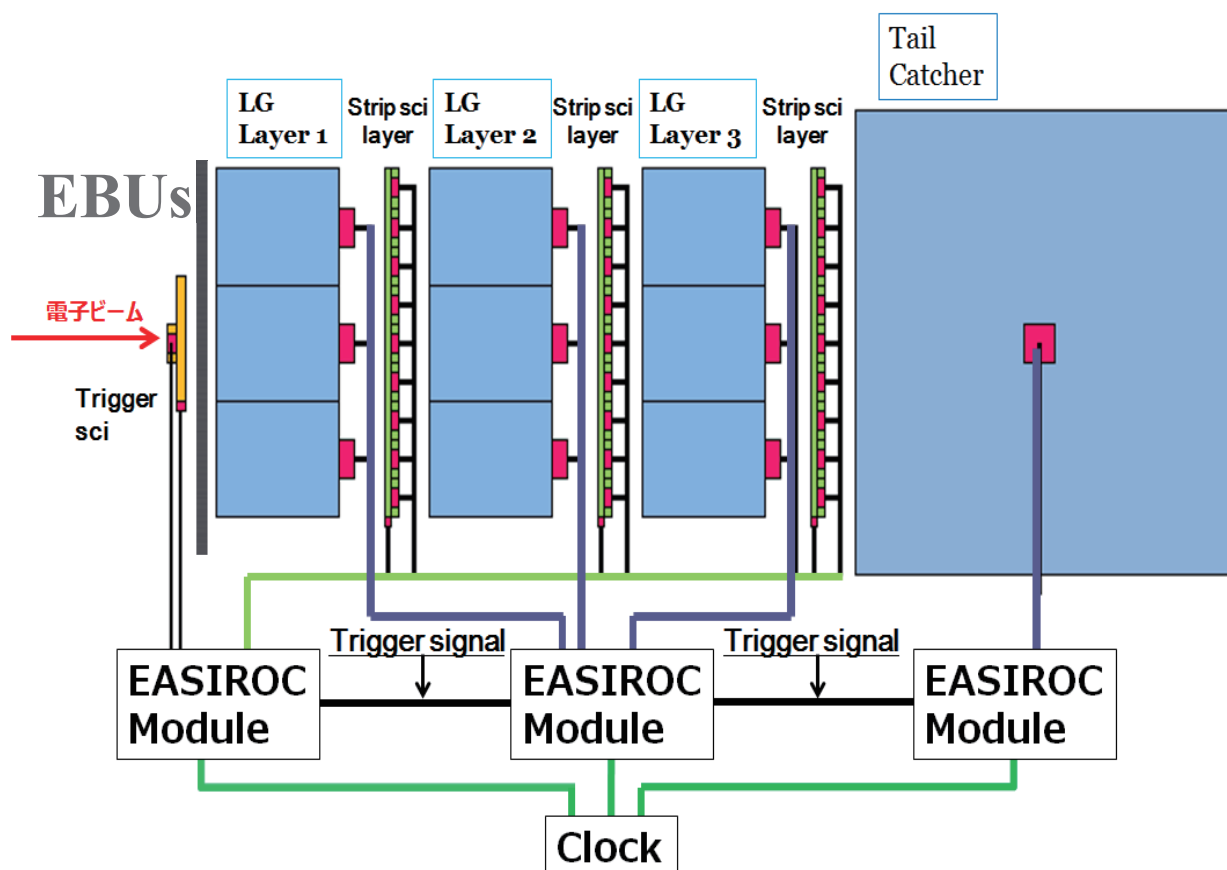 Tail
Catcher
LG
Layer 1
Strip sci
layer
LG
Layer 2
Strip sci
layer
LG
Layer 3
Strip sci
layer
EBUs
電子ビーム
Trigger
sci
Trigger signal
Trigger signal
EASIROC
Module
EASIROC
Module
EASIROC
Module
Clock